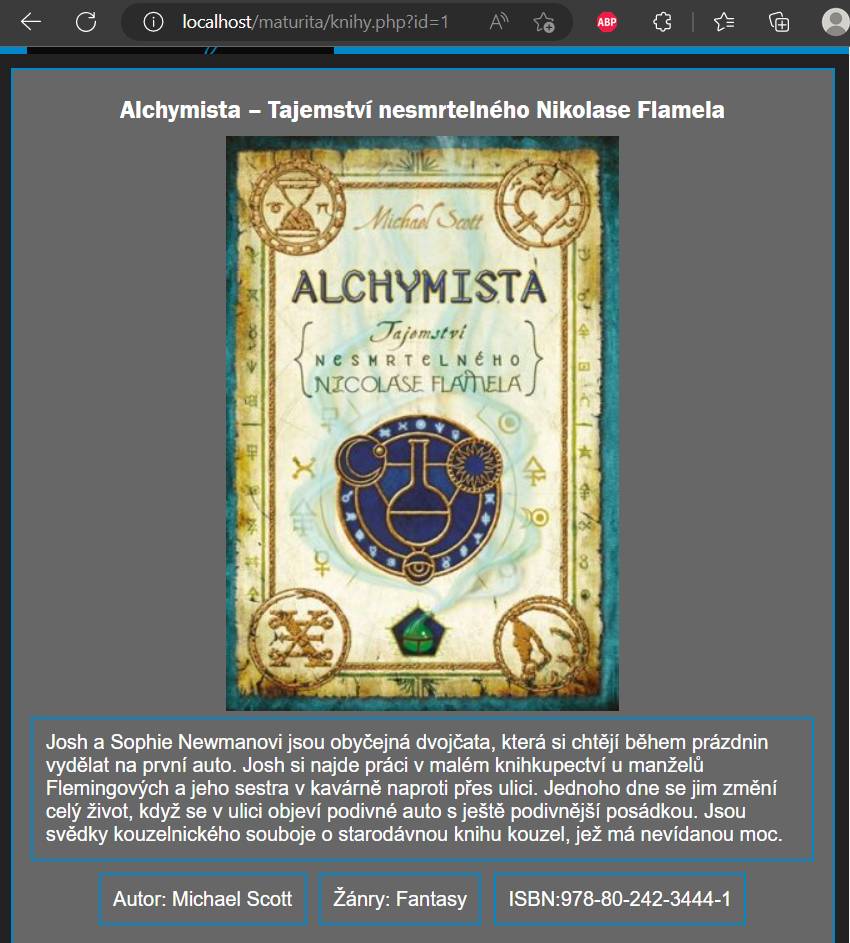 localhost/maturita/knihy.php?id=1
ABP
Alchymista – Tajemství nesmrtelného Nikolase Flamela
Michael Scott
ALCHYMISTA
Tajemství
NESMRTELNÉHO
NICOLASE FLAMELA
Josh a Sophie Newmanovi jsou obyčejná dvojčata, která si chtějí během prázdnin
vydělat na první auto. Josh si najde práci v malém knihkupectví u manželů
Flemingových a jeho sestra v kavárně naproti přes ulici. Jednoho dne se jim změní
celý život, když se v ulici objeví podivné auto s ještě podivnější posádkou. Jsou
svědky kouzelnického souboje o starodávnou knihu kouzel, jež má nevídanou moc.
Autor: Michael Scott
Žánry: Fantasy
ISBN:978-80-242-3444-1